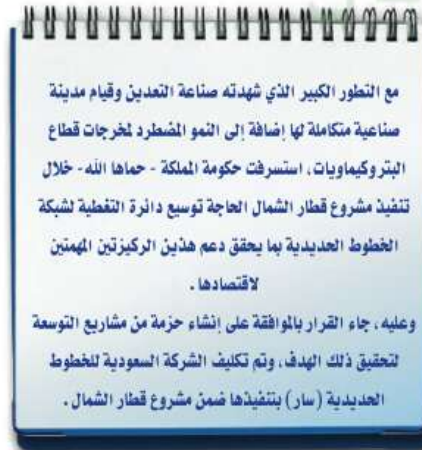 مع التطور الكبير الذي شهدته صناعة التعدين وقيام مدينة
صناعية متكاملة لها إضافة إلى النمو المضطرد لمخرجات قطاع
البتروكيماويات، استسرفت حكومة المملكة - حماها الله - خلال
تنفيذ مشروع قطار الشمال الحاجة توسيع دائرة التغطية لشبكة
الخطوط الحديدية بما يحقق دعم هذين الركيزتين المهمتين
لاقتصادها .
وعليه، جاء القرار بالموافقة على إنشاء حزمة من مشاريع التوسعة
لتحقيق ذلك الهدف، وتم تكليف الشركة السعودية للخطوط
الحديدية (سار) بتنفيذها ضمن مشروع قطار الشمال .